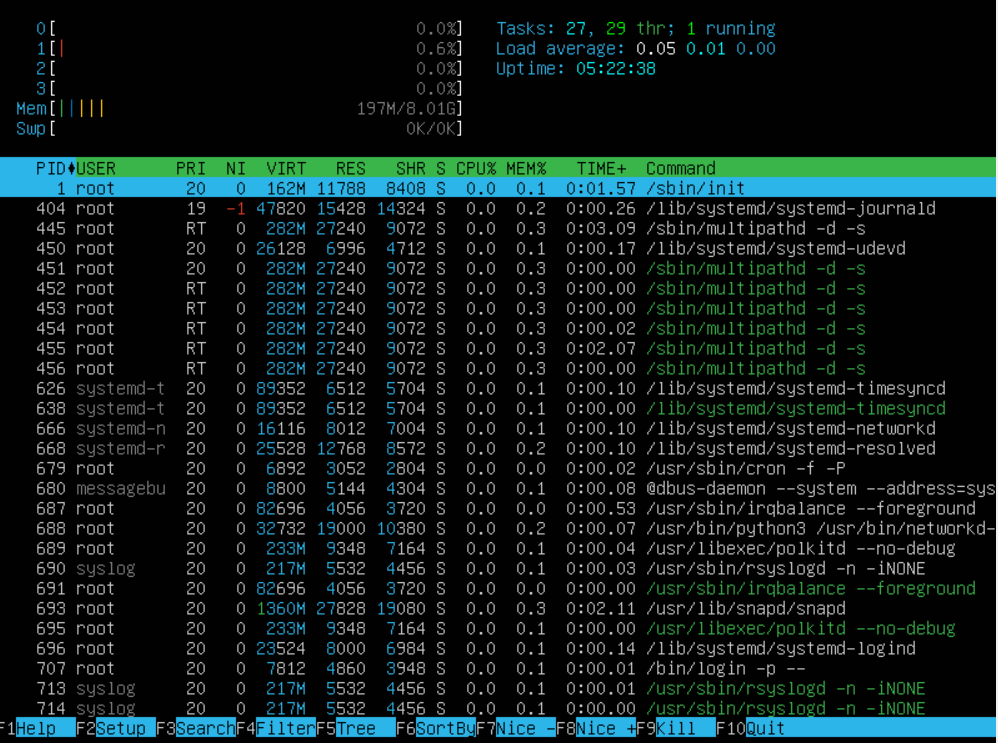 0[ 0.0%] Tasks: 27, 29 thr; 1 running
1[| 0.6%] Load average: 0.05 0.01 0.00
2[ 0.0%] Uptime: 05:22:38
3[ 0.0%]
Mem[||||| 197M/8.01G]
Swp[ 0K/0K]
PID♦USER PRI NI VIRT RES SHR S CPU% MEM% TIME+ Command
1 root 20 0 162M 11788 8408 S 0.0 0.1 0:01.57 /sbin/init
404 root 19 -1 47820 15428 14324 S 0.0 0.2 0:00.26 /lib/systemd/systemd-journald
445 root RT 0 282M 27240 9072 S 0.0 0.3 0:03.09 /sbin/multipathd -d -s
450 root 20 0 26128 6996 4712 S 0.0 0.1 0:00.17 /lib/systemd/systemd-udevd
451 root 20 0 282M 27240 9072 S 0.0 0.3 0:00.00 /sbin/multipathd -d -s
452 root RT 0 282M 27240 9072 S 0.0 0.3 0:00.00 /sbin/multipathd -d -s
453 root RT 0 282M 27240 9072 S 0.0 0.3 0:00.00 /sbin/multipathd -d -s
454 root RT 0 282M 27240 9072 S 0.0 0.3 0:00.02 /sbin/multipathd -d -s
455 root RT 0 282M 27240 9072 S 0.0 0.3 0:02.07 /sbin/multipathd -d -s
456 root RT 0 282M 27240 9072 S 0.0 0.3 0:00.00 /sbin/multipathd -d -s
626 systemd-t 20 0 89352 6512 5704 S 0.0 0.1 0:00.10 /lib/systemd/systemd-timesyncd
638 systemd-t 20 0 89352 6512 5704 S 0.0 0.1 0:00.00 /lib/systemd/systemd-timesyncd
666 systemd-n 20 0 16116 8012 7004 S 0.0 0.1 0:00.10 /lib/systemd/systemd-networkd
668 systemd-r 20 0 25528 12768 8572 S 0.0 0.2 0:00.10 /lib/systemd/systemd-resolved
679 root 20 0 6892 3052 2804 S 0.0 0.0 0:00.02 /usr/sbin/cron -f -P
680 messagebu 20 0 8800 5144 4304 S 0.0 0.1 0:00.08 @dbus-daemon --system --address=sys
687 root 20 0 82696 4056 3720 S 0.0 0.0 0:00.53 /usr/sbin/irqbalance --foreground
688 root 20 0 32732 19000 10380 S 0.0 0.2 0:00.07 /usr/bin/python3 /usr/bin/networkd-
689 root 20 0 233M 9348 7164 S 0.0 0.1 0:00.04 /usr/libexec/polkitd --no-debug
690 syslog 20 0 217M 5532 4456 S 0.0 0.1 0:00.03 /usr/sbin/rsyslogd -n -iNONE
691 root 20 0 82696 4056 3720 S 0.0 0.0 0:00.00 /usr/sbin/irqbalance --foreground
693 root 20 0 1360M 27828 19080 S 0.0 0.3 0:02.11 /usr/lib/snapd/snapd
695 root 20 0 233M 9348 7164 S 0.0 0.1 0:00.00 /usr/libexec/polkitd --no-debug
696 root 20 0 23524 8000 6984 S 0.0 0.1 0:00.14 /lib/systemd/systemd-logind
707 root 20 0 7812 4860 3948 S 0.0 0.1 0:00.01 /bin/login -p --
713 syslog 20 0 217M 5532 4456 S 0.0 0.1 0:00.01 /usr/sbin/rsyslogd -n -iNONE
714 syslog 20 0 217M 5532 4456 S 0.0 0.1 0:00.00 /usr/sbin/rsyslogd -n -iNONE
F1Help F2Setup F3SearchF4FilterF5Tree F6SortByF7Nice -F8Nice +F9Kill F10Quit